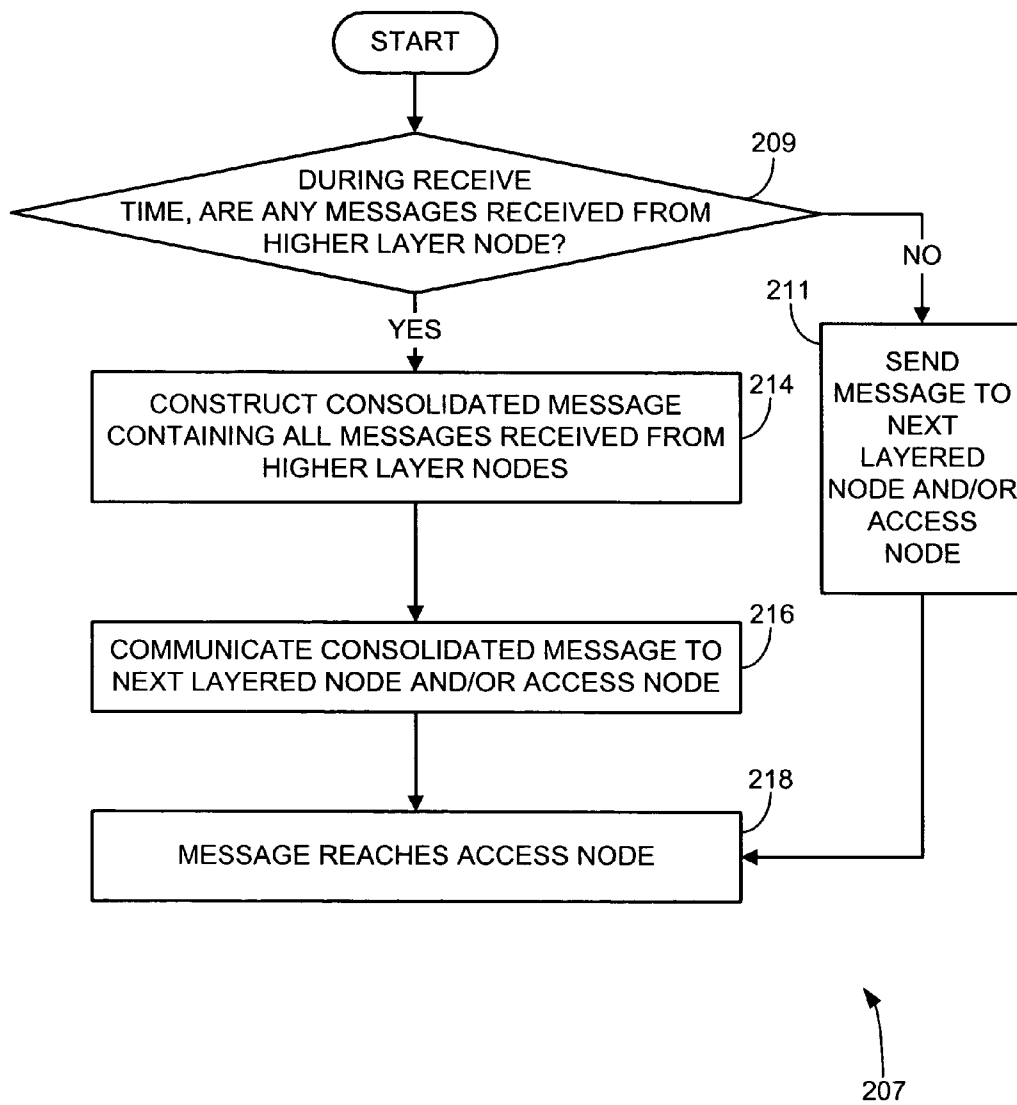 START
209
DURING RECEIVE
TIME, ARE ANY MESSAGES RECEIVED FROM
HIGHER LAYER NODE?
NO
YES
211
SEND
MESSAGE TO
NEXT
LAYERED
NODE AND/OR
ACCESS
NODE
214
CONSTRUCT CONSOLIDATED MESSAGE
CONTAINING ALL MESSAGES RECEIVED FROM
HIGHER LAYER NODES
216
COMMUNICATE CONSOLIDATED MESSAGE TO
NEXT LAYERED NODE AND/OR ACCESS NODE
218
MESSAGE REACHES ACCESS NODE
207